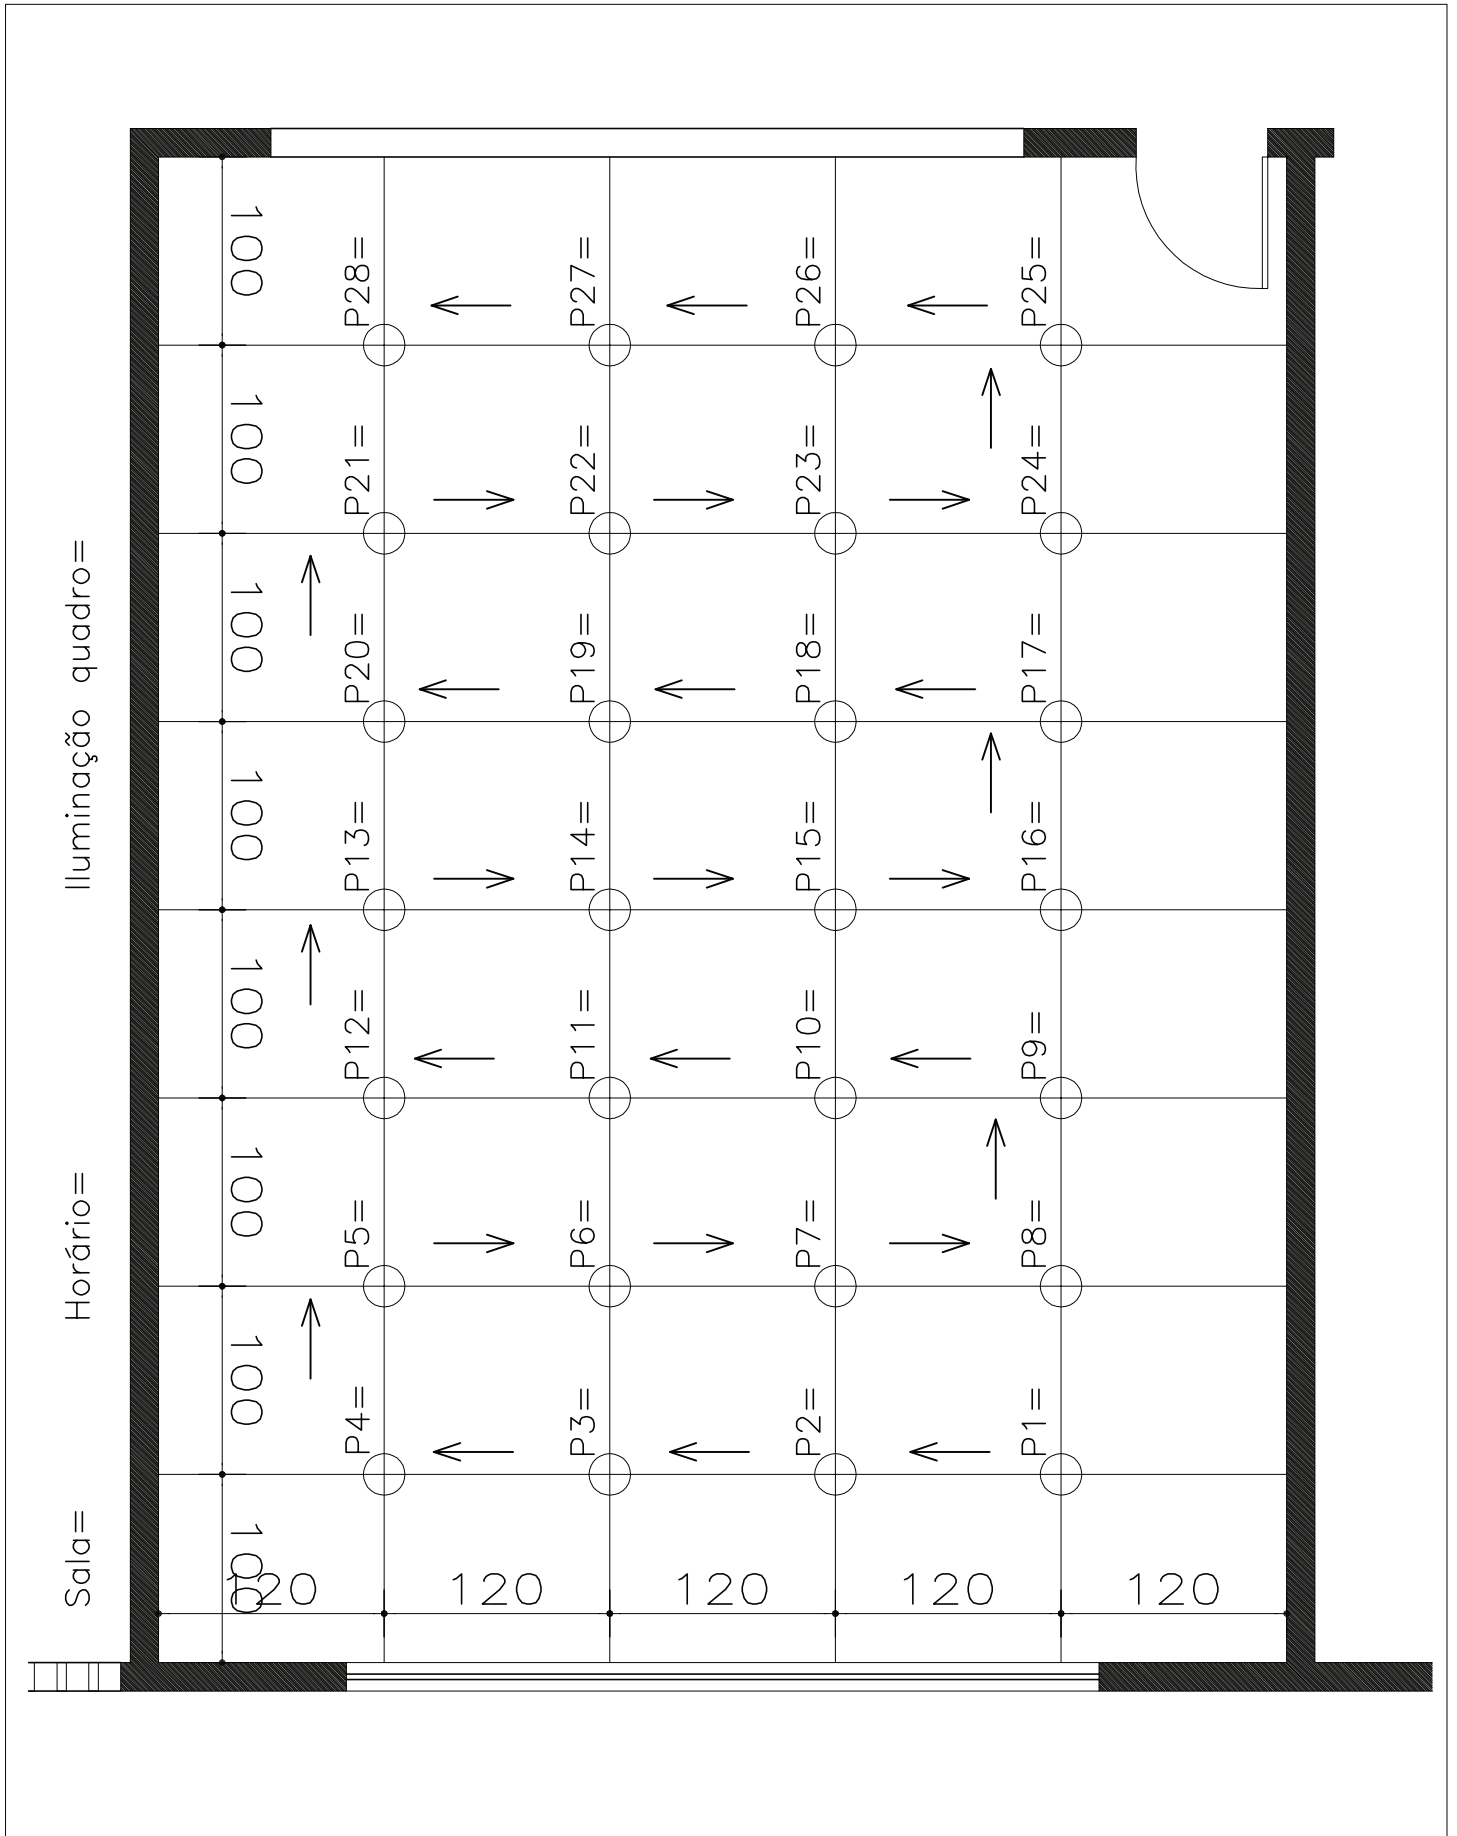 Iluminação quadro=
Horário=
Sala=
100
100
100
100
100
100
100
100
P28=
P27=
P26=
P25=
P21=
P22=
P23=
P24=
P20=
P19=
P18=
P17=
P13=
P14=
P15=
P16=
P12=
P11=
P10=
P9=
P5=
P6=
P7=
P8=
P4=
P3=
P2=
P1=
120
120
120
120
120